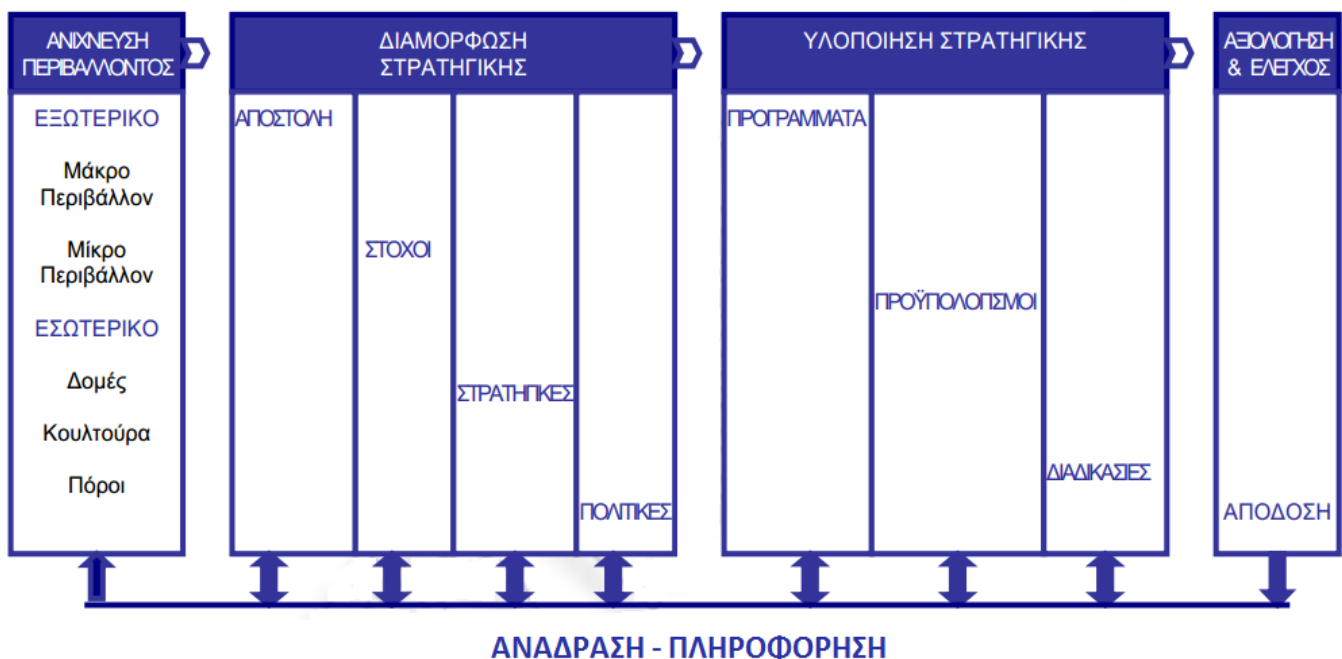 ΑΝΙΧΝΕΥΣΗ
ΠΕΡΙΒΑΛΛΟΝΤΟΣ
ΔΙΑΜΟΡΦΩΣΗ
ΣΤΡΑΤΗΓΙΚΗΣ
ΥΛΟΠΟΙΗΣΗ ΣΤΡΑΤΗΓΙΚΗΣ
ΑΞΙΟΛΟΓΗΣΗ
& ΕΛΕΓΧΟΣ
ΕΞΩΤΕΡΙΚΟ
Μάκρο
Περιβάλλον
Μίκρο
Περιβάλλον
ΕΣΩΤΕΡΙΚΟ
Δομές
Κουλτούρα
Πόροι
ΑΠΟΣΤΟΛΗ
ΣΤΟΧΟΙ
ΣΤΡΑΤΗΓΙΚΕΣ
ΠΟΛΙΤΙΚΕΣ
ΠΡΟΓΡΑΜΜΑΤΑ
ΠΡΟΫΠΟΛΟΓΙΣΜΟΙ
ΔΙΑΔΙΚΑΣΙΕΣ
ΑΠΟΔΟΣΗ
ΑΝΑΔΡΑΣΗ - ΠΛΗΡΟΦΟΡΗΣΗ